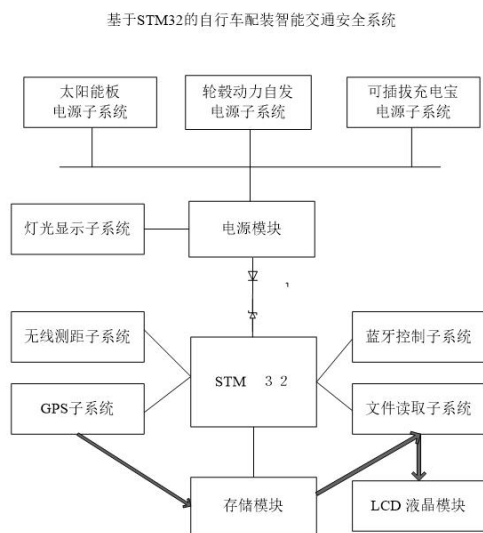 基于STM32的自行车配装智能交通安全系统
太阳能板
电源子系统
轮毂动力自发
电源子系统
可插拔充电宝
电源子系统
灯光显示子系统
电源模块
无线测距子系统
蓝牙控制子系统
STM 3 2
GPS子系统
文件读取子系统
存储模块
LCD 液晶模块